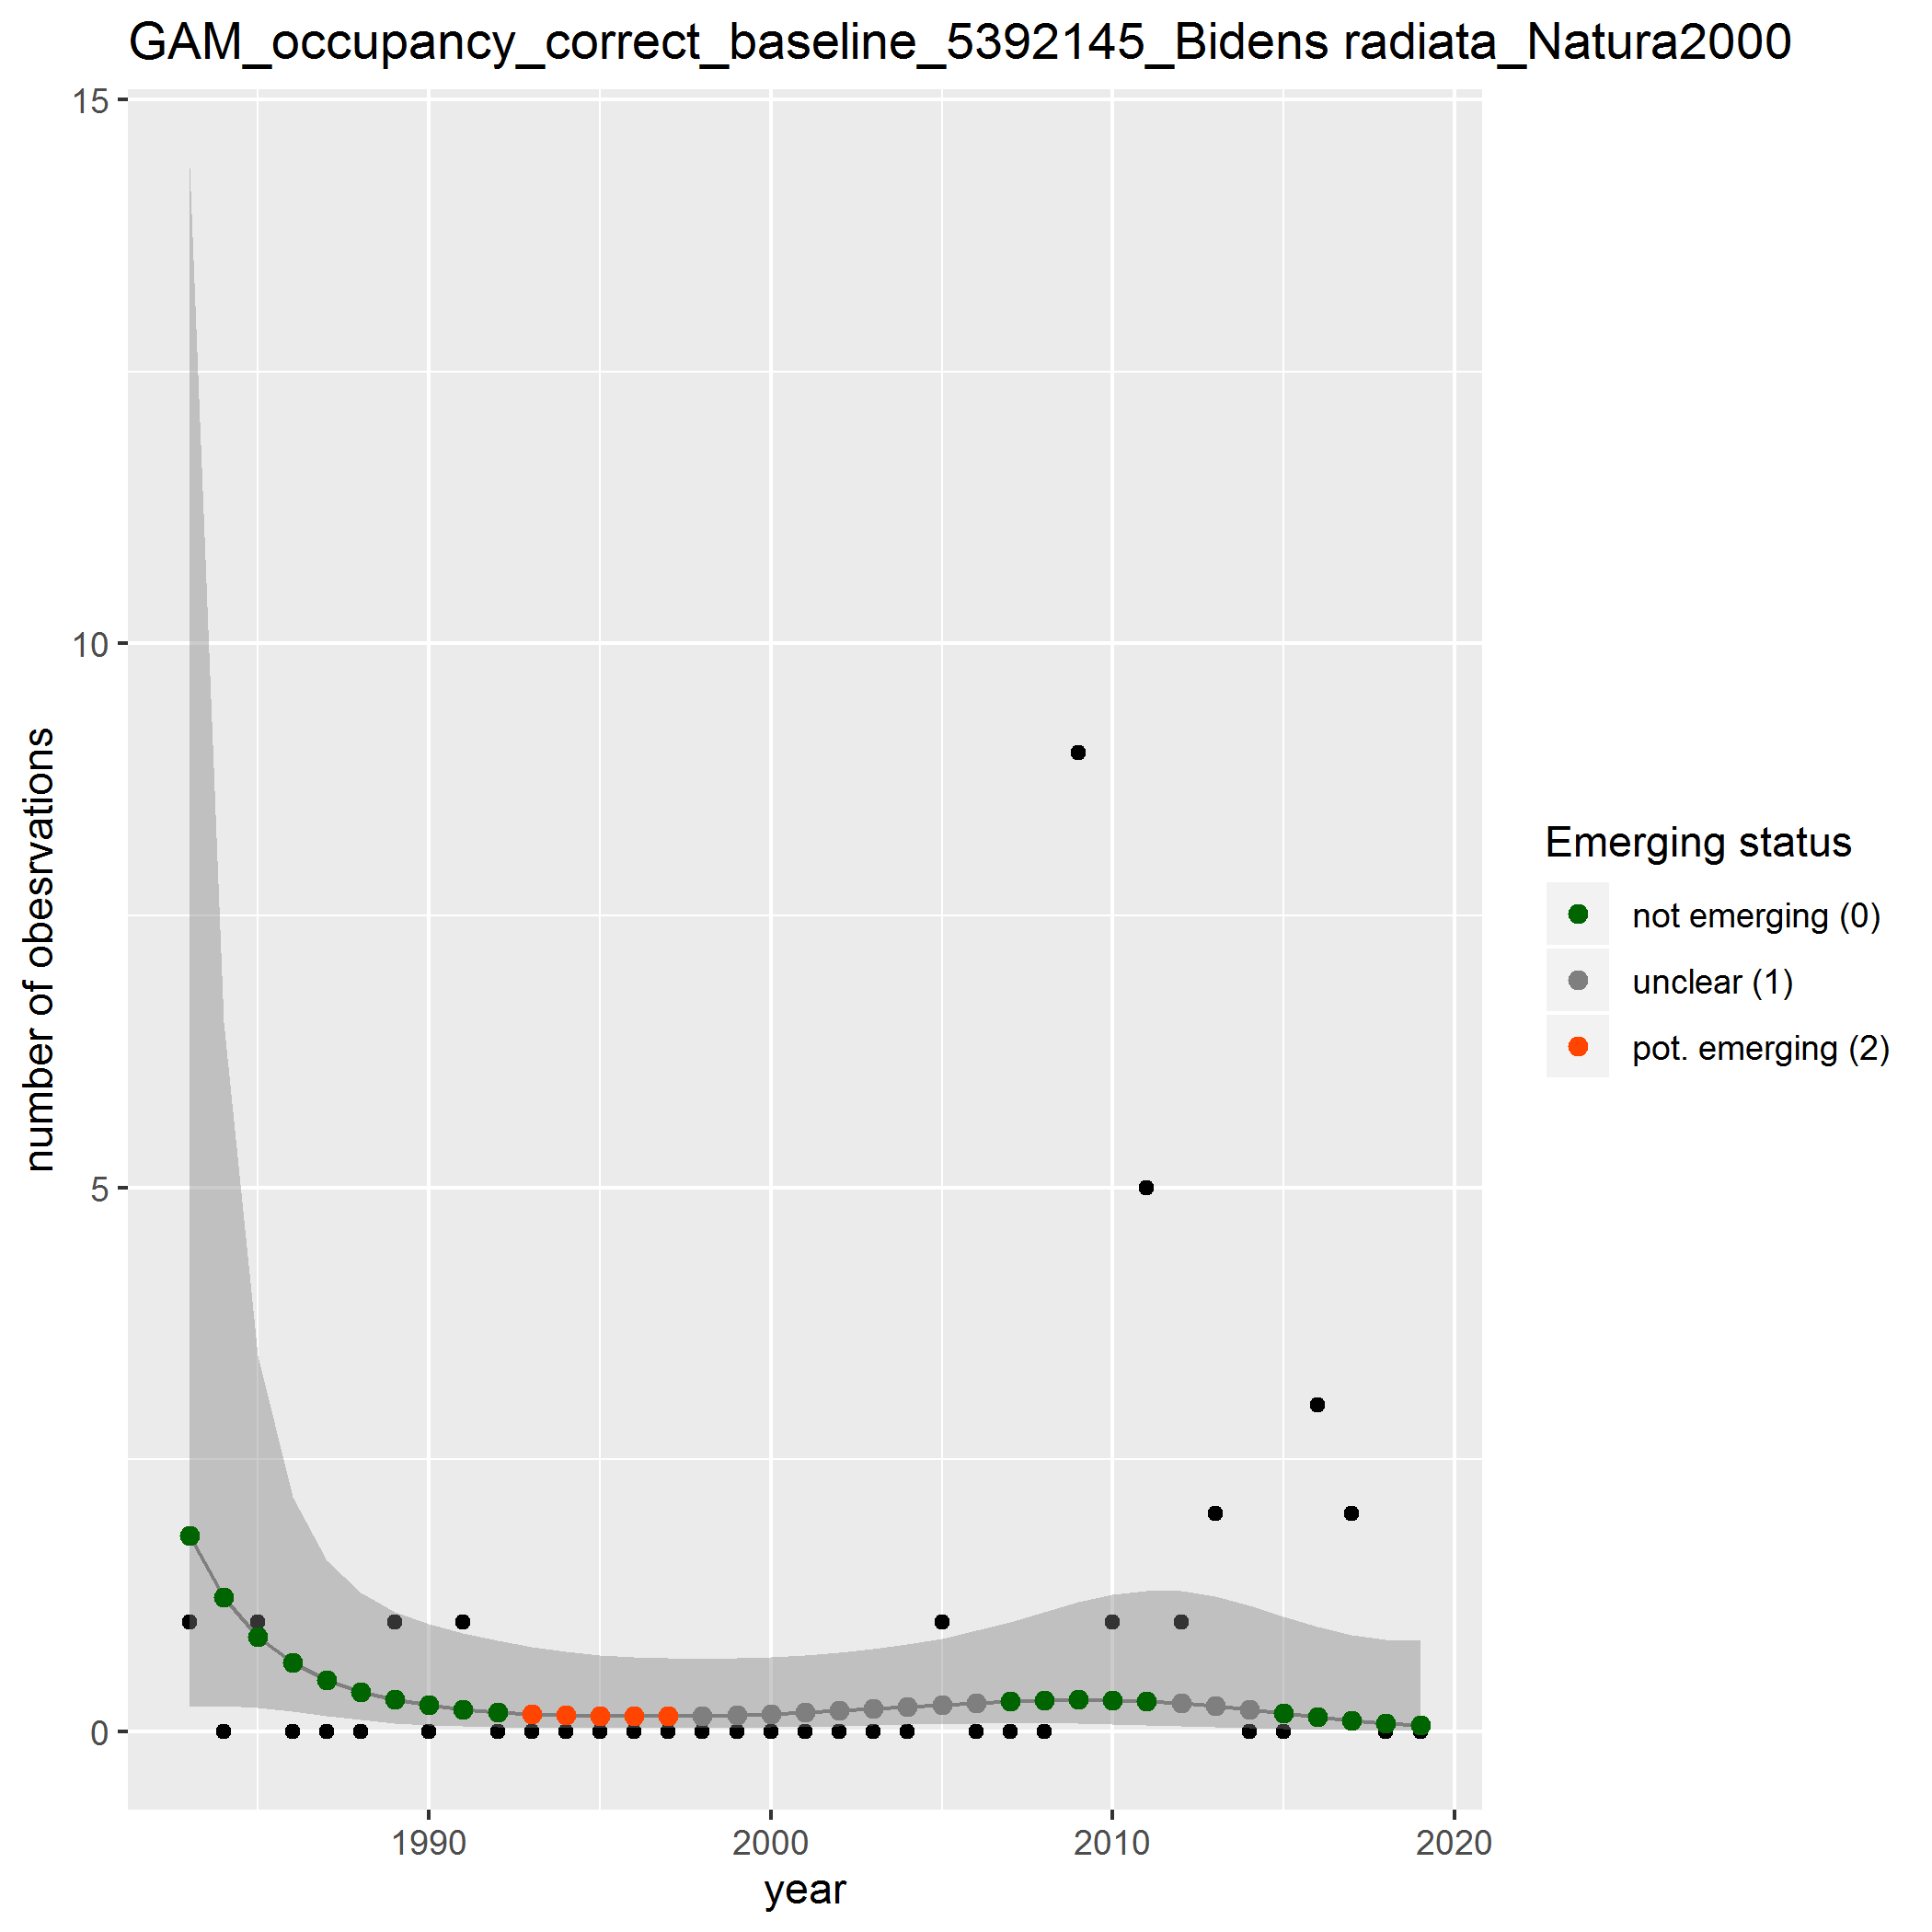 GAM_occupancy_correct_baseline_5392145_Bidens radiata_Natura2000
15
10
5
0
number of obesrvations
1990 2000 2010 2020
year
Emerging status
not emerging (0)
unclear (1)
pot. emerging (2)